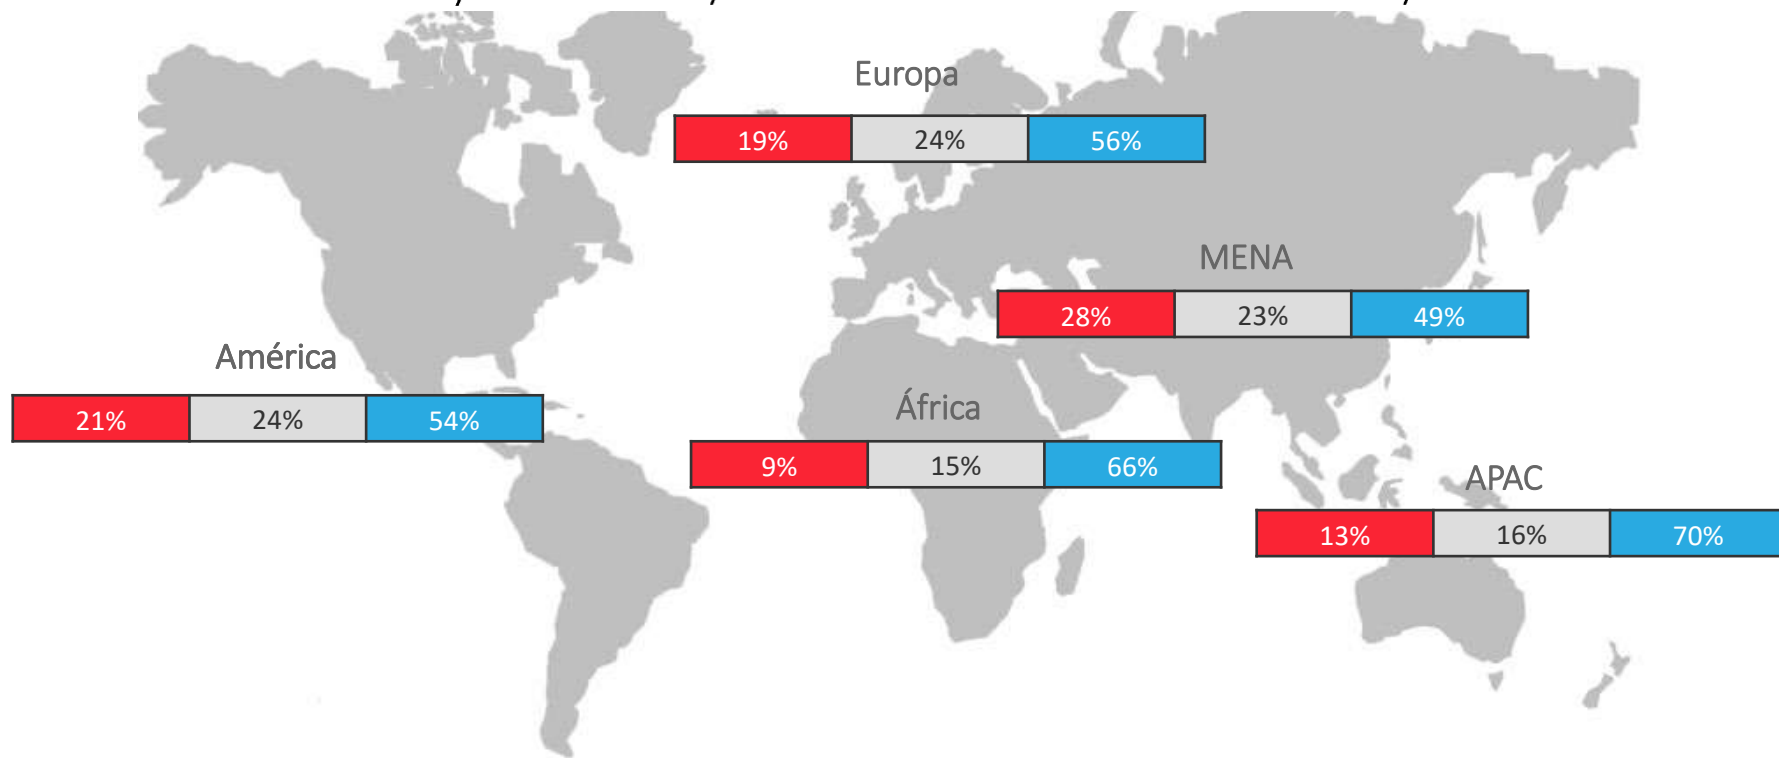 Europa
19% 24% 56%
MENA
28% 23% 49%
América
21% 24% 54%
África
9% 15% 66%
APAC
13% 16% 70%